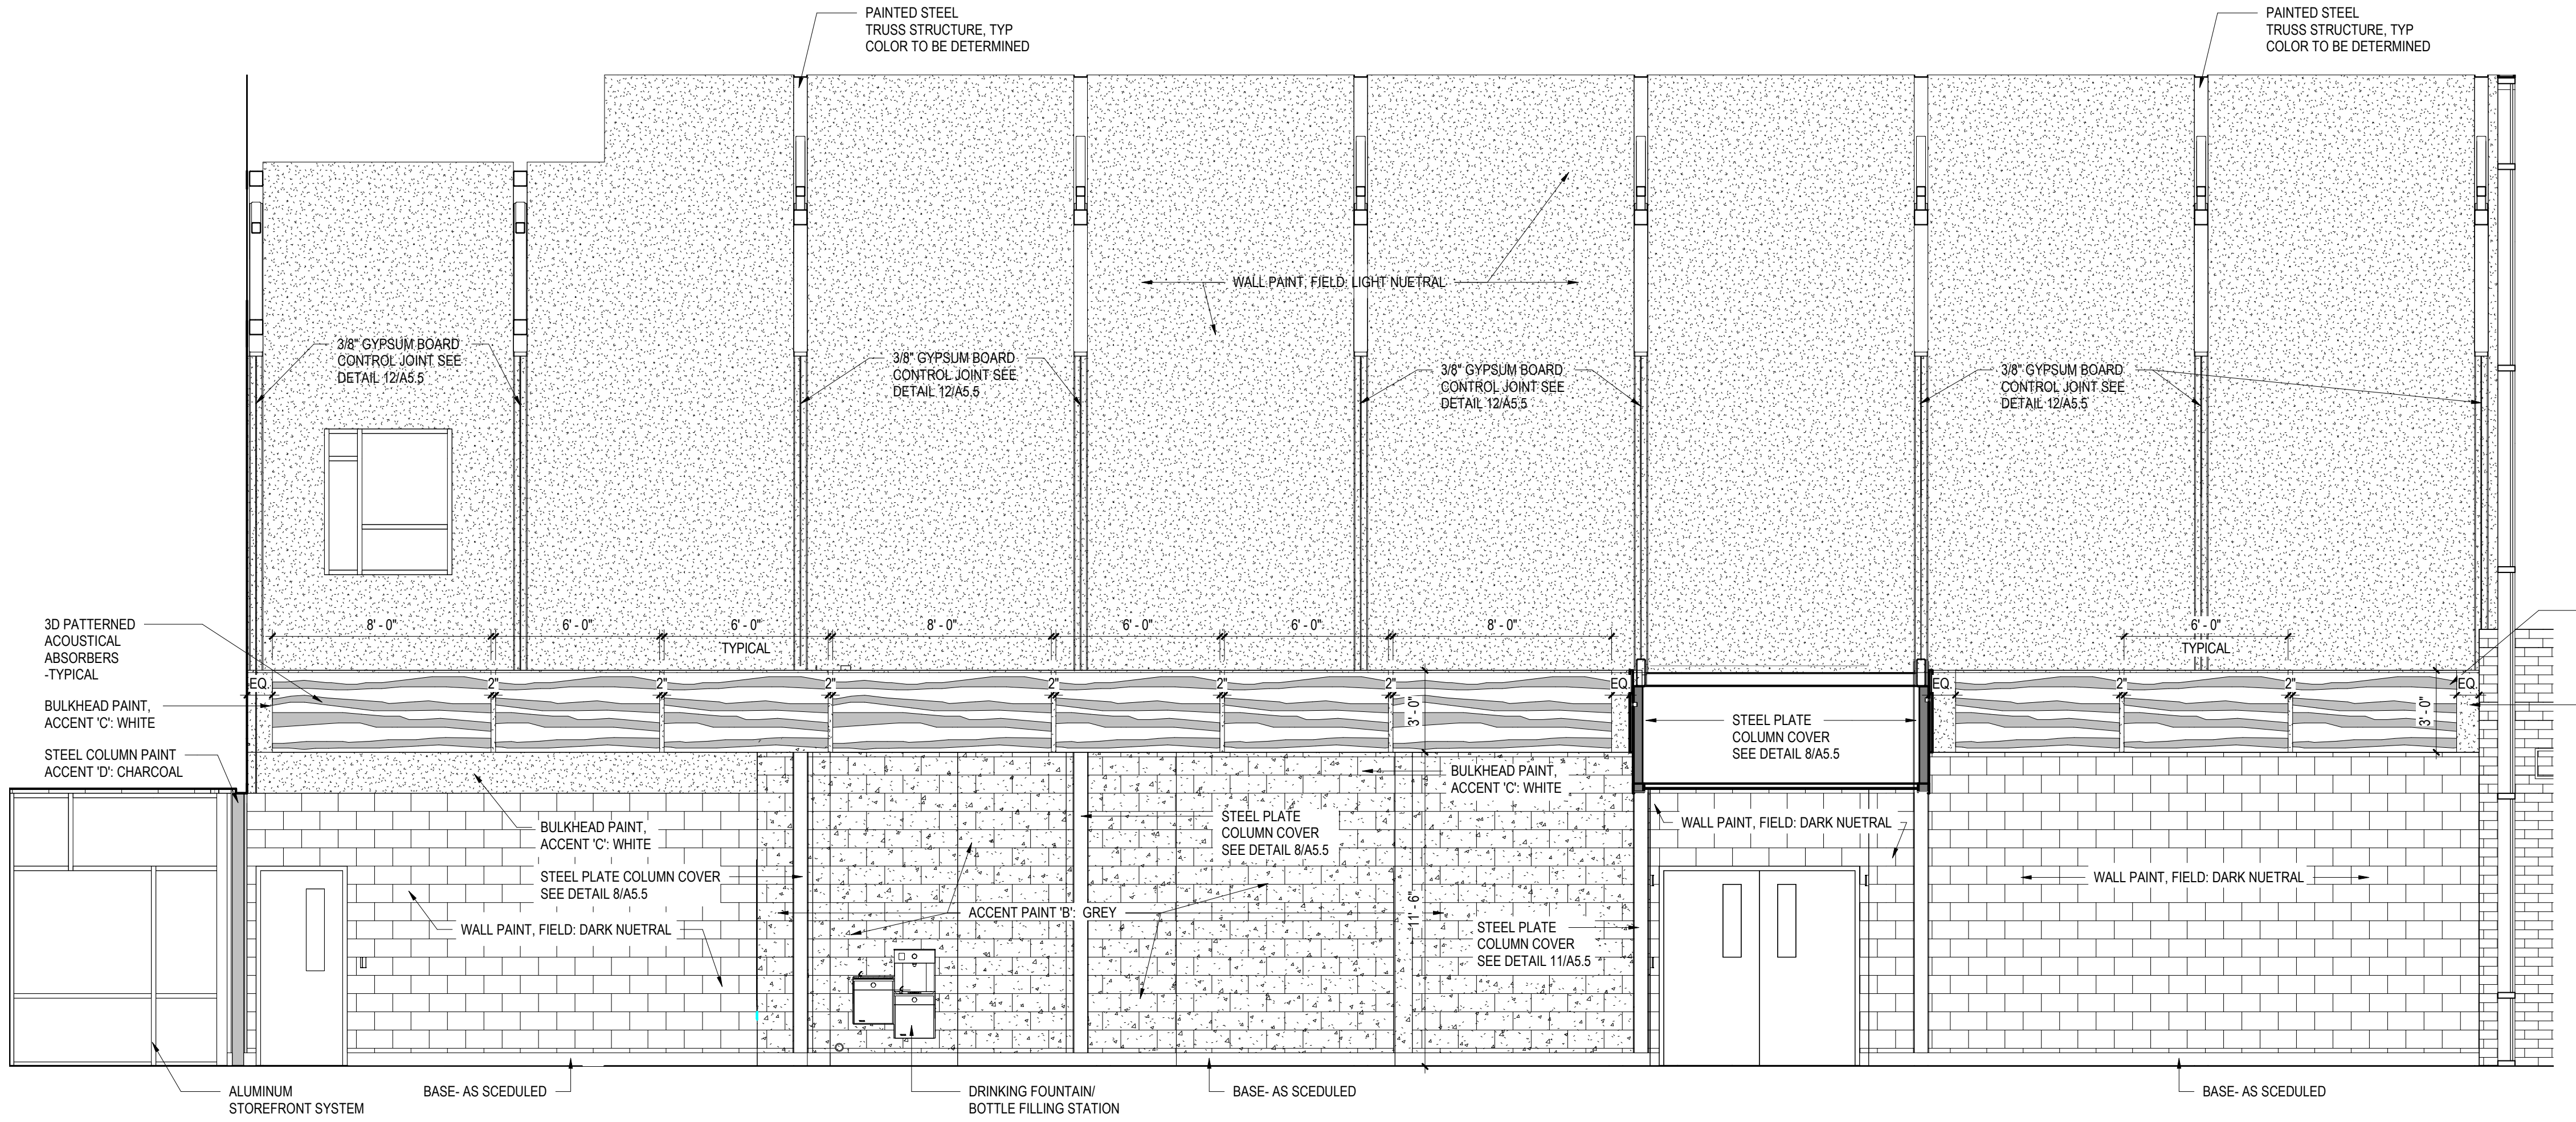 PAINTED STEEL
TRUSS STRUCTURE, TYP
COLOR TO BE DETERMINED
PAINTED STEEL
TRUSS STRUCTURE, TYP
COLOR TO BE DETERMINED
WALL PAINT, FIELD: LIGHT NUETRAL
3/8" GYPSUM BOARD
CONTROL JOINT SEE
DETAIL 12/A5.5
3/8" GYPSUM BOARD
CONTROL JOINT SEE
DETAIL 12/A5.5
3/8" GYPSUM BOARD
CONTROL JOINT SEE
DETAIL 12/A5.5
3/8" GYPSUM BOARD
CONTROL JOINT SEE
DETAIL 12/A5.5
3D PATTERNED
ACOUSTICAL
ABSORBERS
-TYPICAL
8' - 0"
6' - 0"
6' - 0"
TYPICAL
8' - 0"
6' - 0"
6' - 0"
8' - 0"
6' - 0"
TYPICAL
EQ.
2"
2"
2"
2"
2"
2"
EQ.
EQ.
2"
2"
EQ.
3' - 0"
3' - 0"
BULKHEAD PAINT,
ACCENT 'C': WHITE
STEEL COLUMN PAINT
ACCENT 'D': CHARCOAL
STEEL PLATE
COLUMN COVER
SEE DETAIL 8/A5.5
BULKHEAD PAINT,
ACCENT 'C': WHITE
BULKHEAD PAINT,
ACCENT 'C': WHITE
STEEL PLATE
COLUMN COVER
SEE DETAIL 8/A5.5
WALL PAINT, FIELD: DARK NUETRAL
STEEL PLATE COLUMN COVER
SEE DETAIL 8/A5.5
WALL PAINT, FIELD: DARK NUETRAL
ACCENT PAINT 'B': GREY
11' - 6"
WALL PAINT, FIELD: DARK NUETRAL
STEEL PLATE
COLUMN COVER
SEE DETAIL 11/A5.5
ALUMINUM
STOREFRONT SYSTEM
BASE- AS SCEDULED
DRINKING FOUNTAIN/
BOTTLE FILLING STATION
BASE- AS SCEDULED
BASE- AS SCEDULED